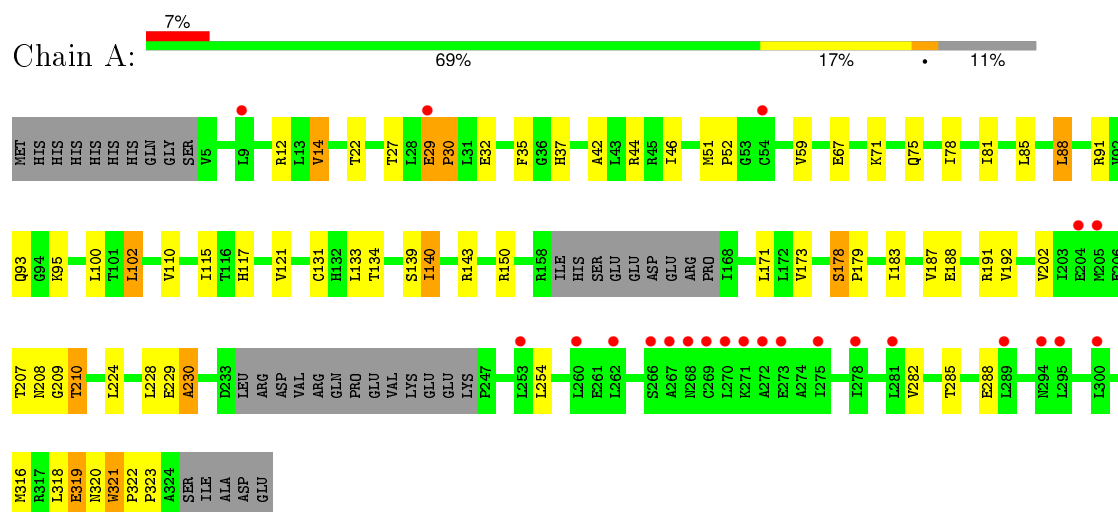 7%
Chain A:
69% 17% • 11%
MET HIS HIS HIS HIS HIS HIS GLN GLY SER V5 L9 R12 L13 V14 T22 T27 L28 E29 P30 L31 E32 F35 G36 H37 A42 L43 R44 R45 I46 M51 P52 G53 C54 V59 E67 K71 Q75 I78 I81 L85 L88 R91
Q93 G94 K95 L100 T101 L102 V110 I115 T116 H117 V121 C131 H132 L133 T134 S139 I140 R143 R150 R158 ILE HIS SER GLU GLU ASP GLU ARG PRO I168 L171 L172 V173 S178 P179 I183 V187 E188 R191 V192 V202 I203 E204 M205
T207 N208 G209 T210 L224 L228 E229 A230 D233 LEU ARG ASP VAL ARG GLN PRO GLU VAL LYS GLU GLU LYS P247 L253 L254 L260 E261 L262 S266 A267 N268 C269 L270 K271 A272 E273 A274 I275 I278 L281 V282 T285 E288 L289 N294 L295 L300
M316 R317 L318 E319 N320 W321 P322 P323 A324 SER ILE ALA ASP GLU